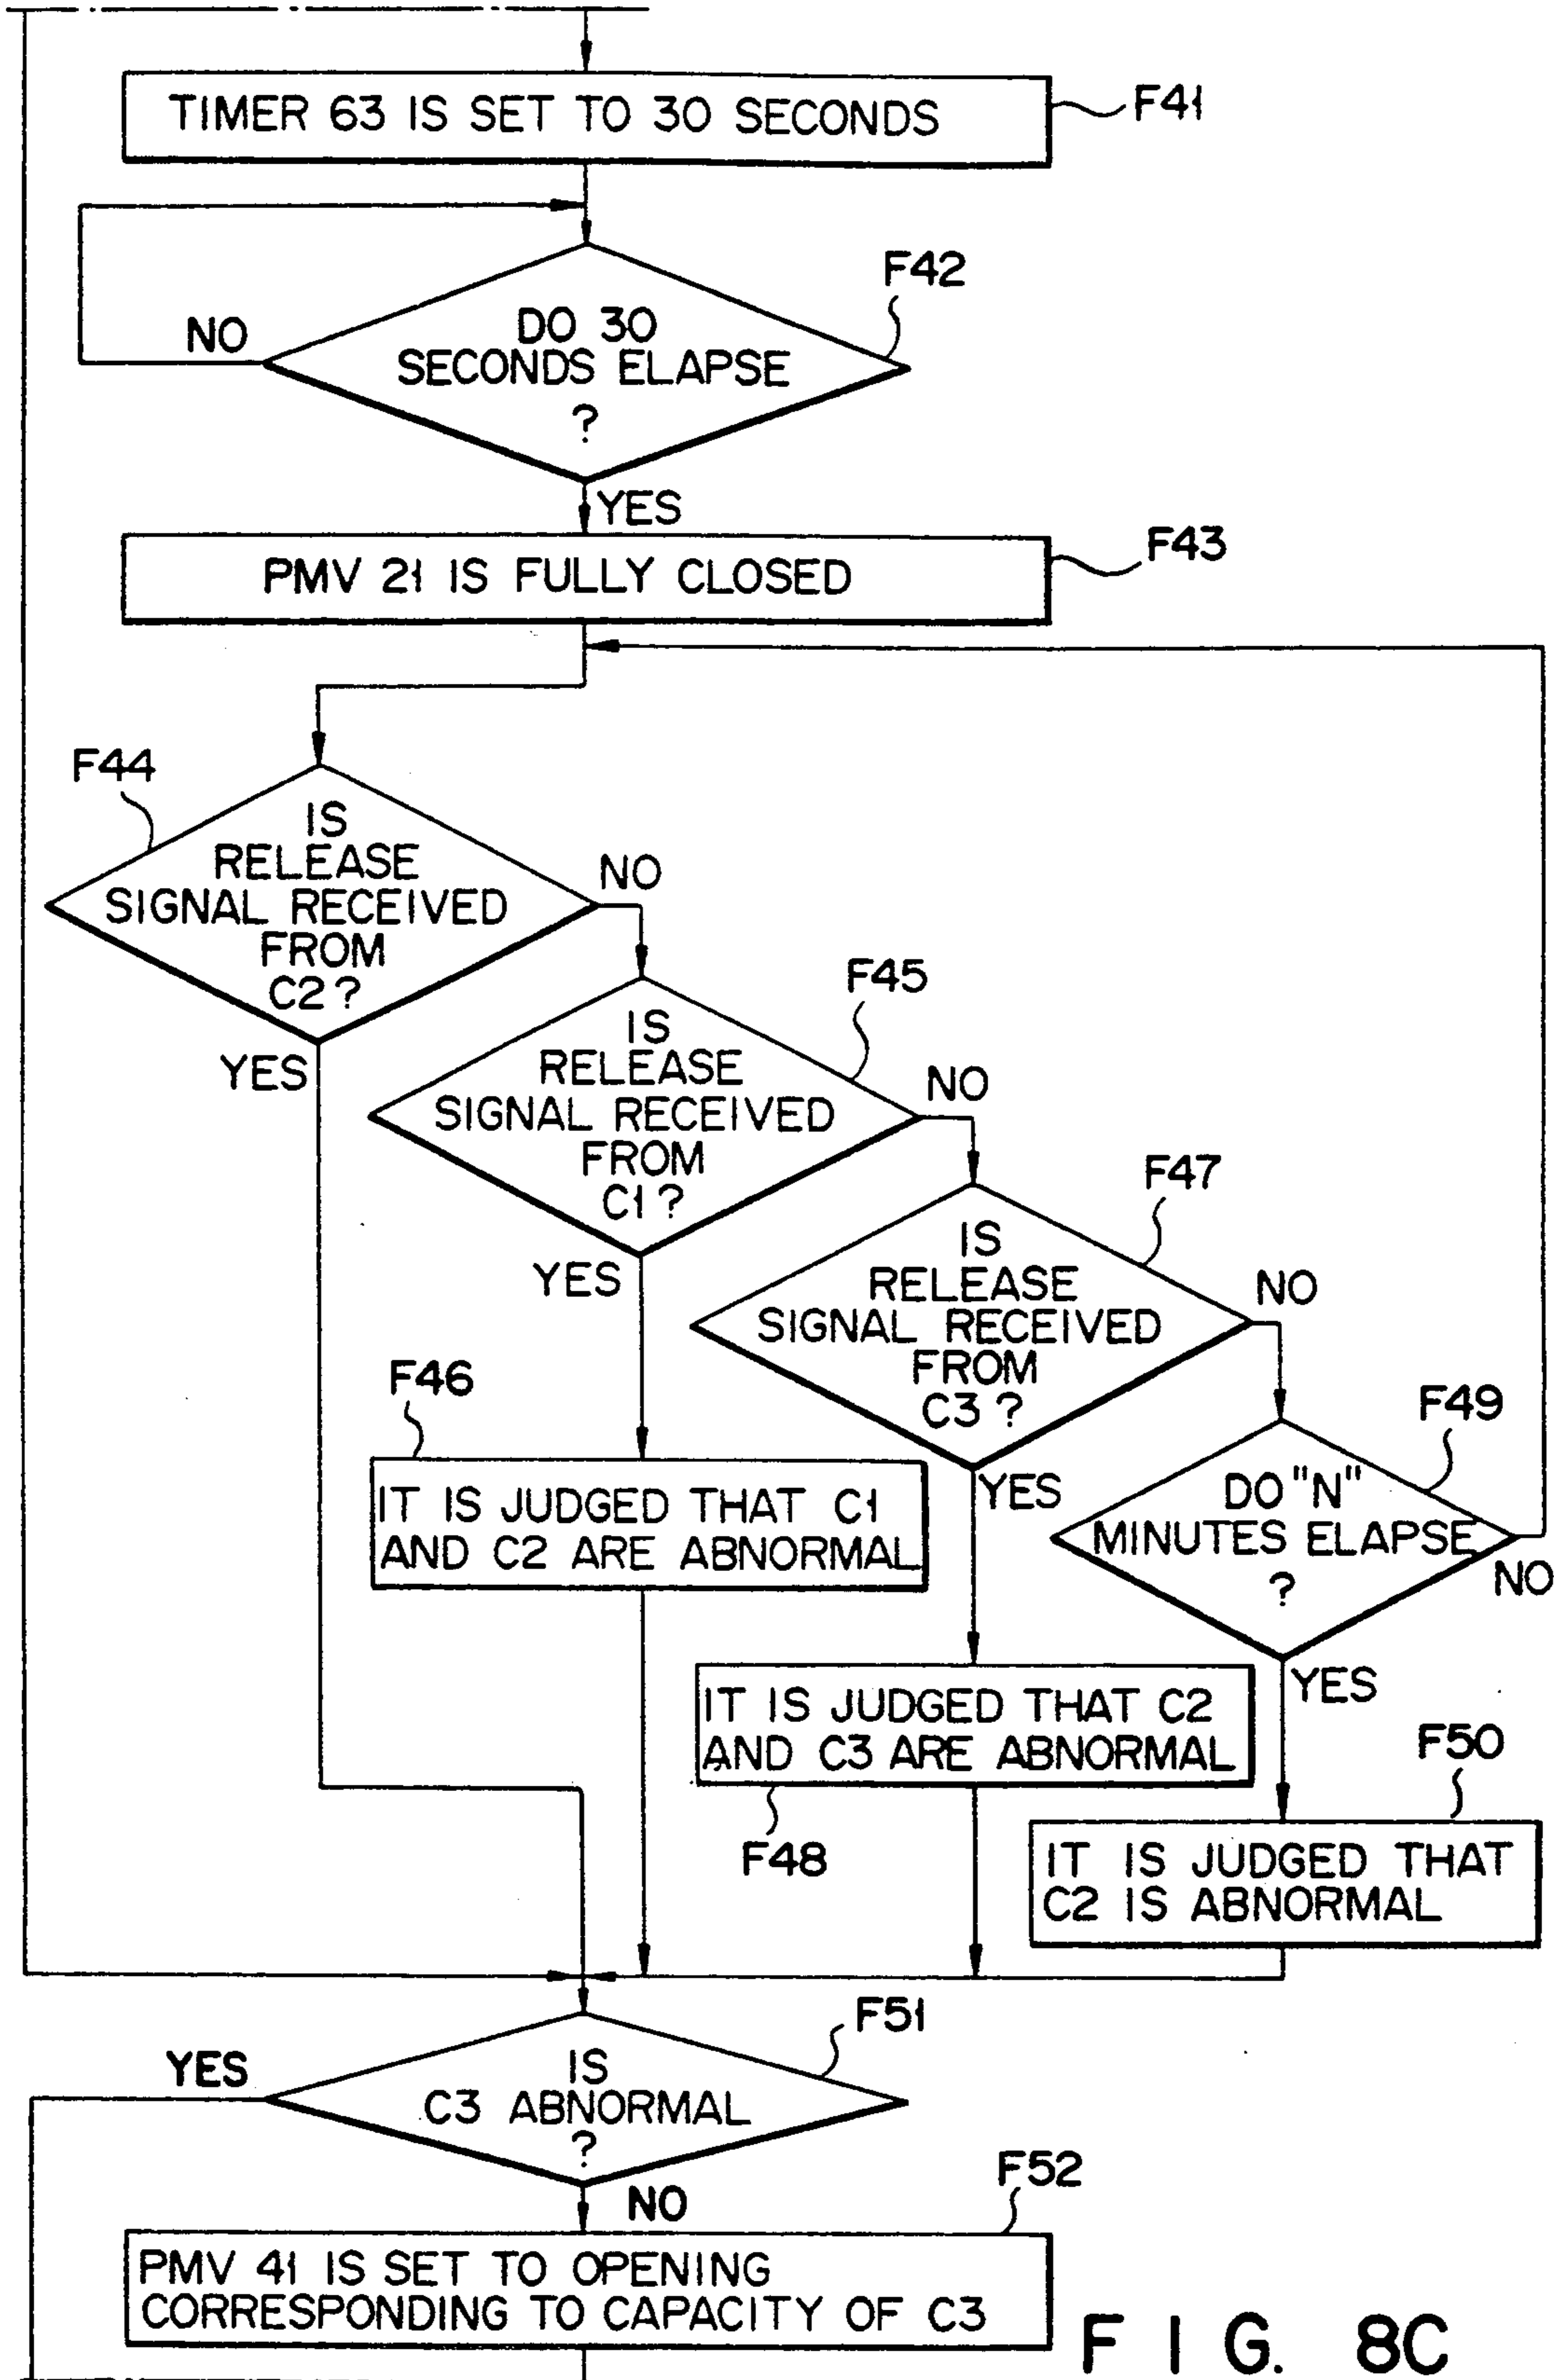 TIMER 63 IS SET TO 30 SECONDS
F41
F42
DO 30
SECONDS ELAPSE
?
NO
YES
PMV 21 IS FULLY CLOSED
F43
F44
IS
RELEASE
SIGNAL RECEIVED
FROM
C2?
NO
YES
F45
IS
RELEASE
SIGNAL RECEIVED
FROM
C1?
NO
YES
F47
IS
RELEASE
SIGNAL RECEIVED
FROM
C3?
NO
YES
F46
IT IS JUDGED THAT C1
AND C2 ARE ABNORMAL
F49
DO "N"
MINUTES ELAPSE
?
NO
YES
IT IS JUDGED THAT C2
AND C3 ARE ABNORMAL
F48
F50
IT IS JUDGED THAT
C2 IS ABNORMAL
F51
IS
C3 ABNORMAL
?
YES
NO
F52
PMV 41 IS SET TO OPENING
CORRESPONDING TO CAPACITY OF C3
FIG. 8C